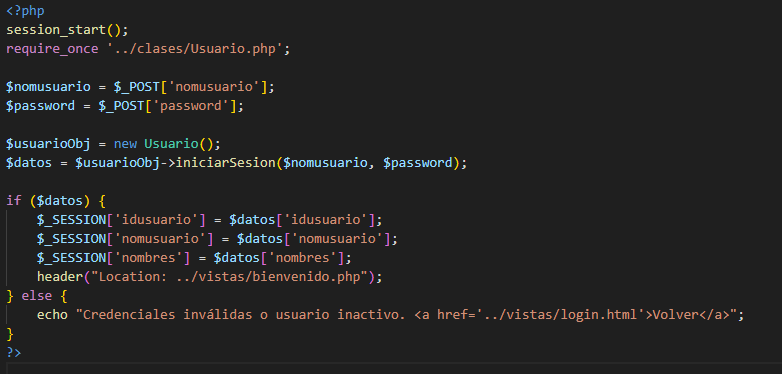 <?php
session_start();
require_once '../clases/Usuario.php';
$nomusuario = $_POST['nomusuario'];
$password = $_POST['password'];
$usuarioObj = new Usuario();
$datos = $usuarioObj->iniciarSesion($nomusuario, $password);
if ($datos) {
$_SESSION['idusuario'] = $datos['idusuario'];
$_SESSION['nomusuario'] = $datos['nomusuario'];
$_SESSION['nombres'] = $datos['nombres'];
header("Location: ../vistas/bienvenido.php");
} else {
echo "Credenciales inválidas o usuario inactivo. <a href='../vistas/login.html'>Volver</a>";
}
?>